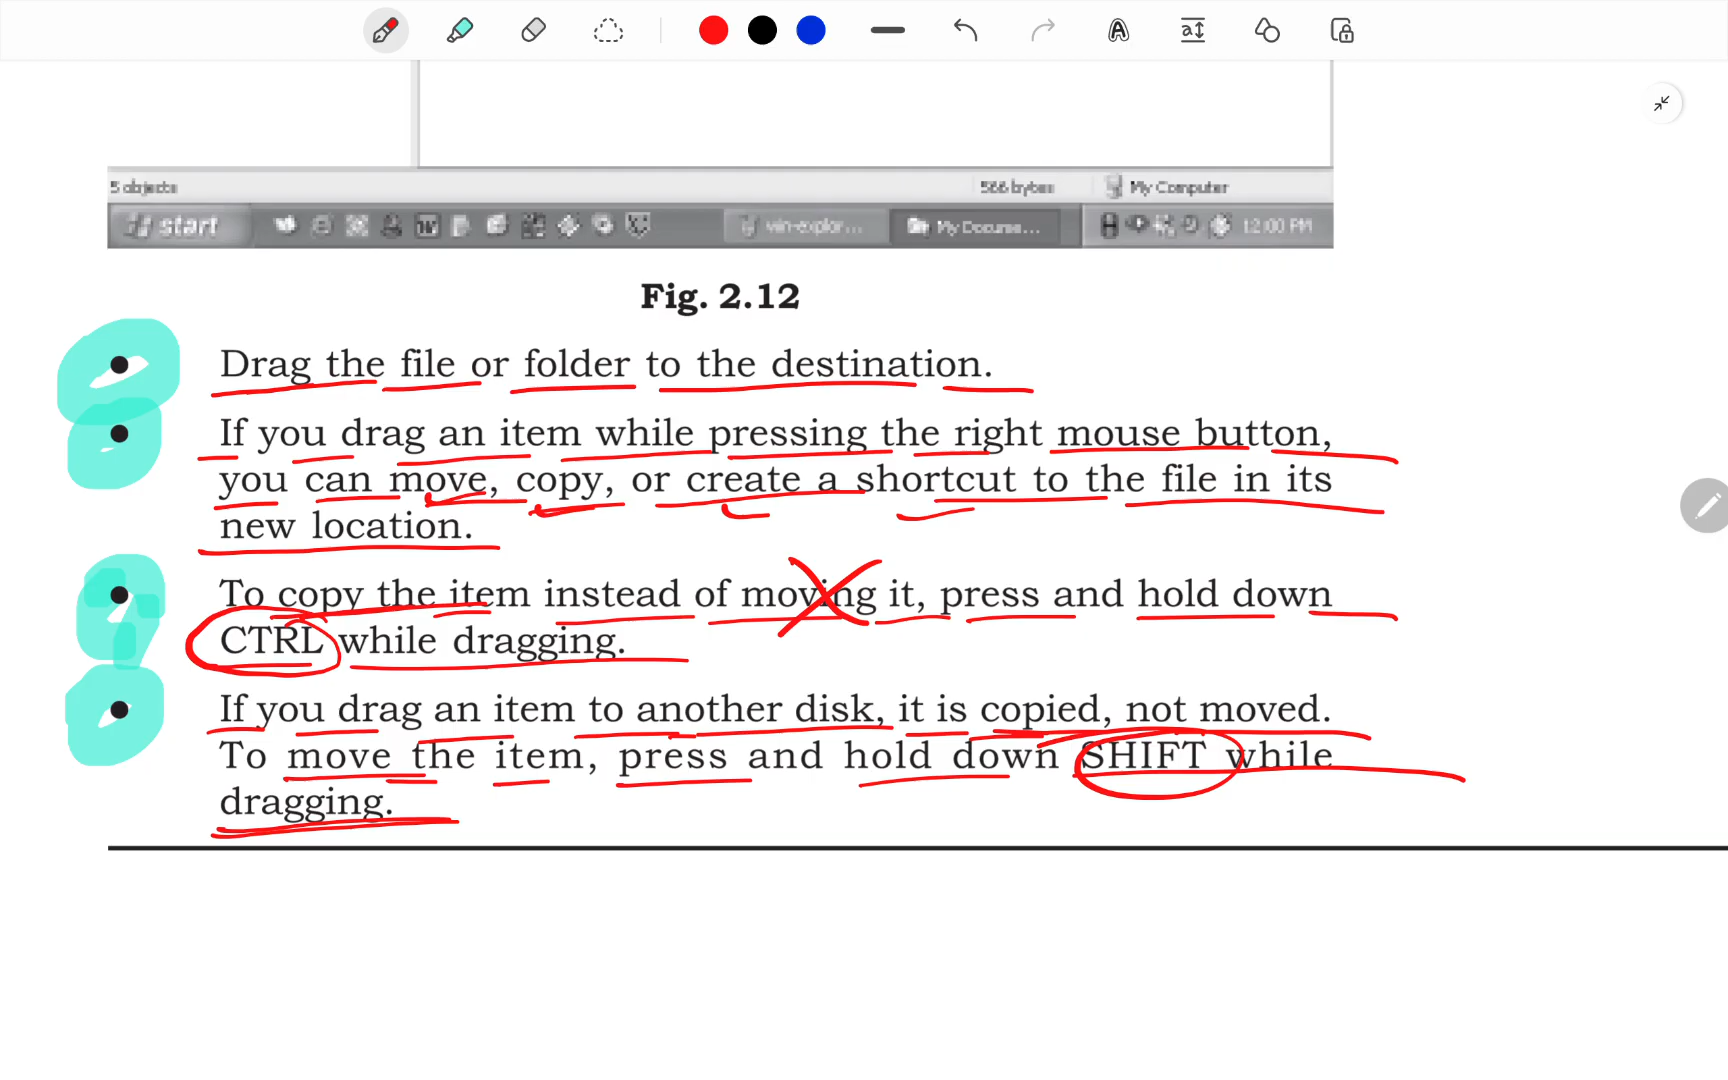 5 objects 566 bytes My Computer
start win-explor... My Docume... 12:00 PM
Fig. 2.12
• Drag the file or folder to the destination.
• If you drag an item while pressing the right mouse button,
you can move, copy, or create a shortcut to the file in its
new location.
• To copy the item instead of moving it, press and hold down
CTRL while dragging.
• If you drag an item to another disk, it is copied, not moved.
To move the item, press and hold down SHIFT while
dragging.